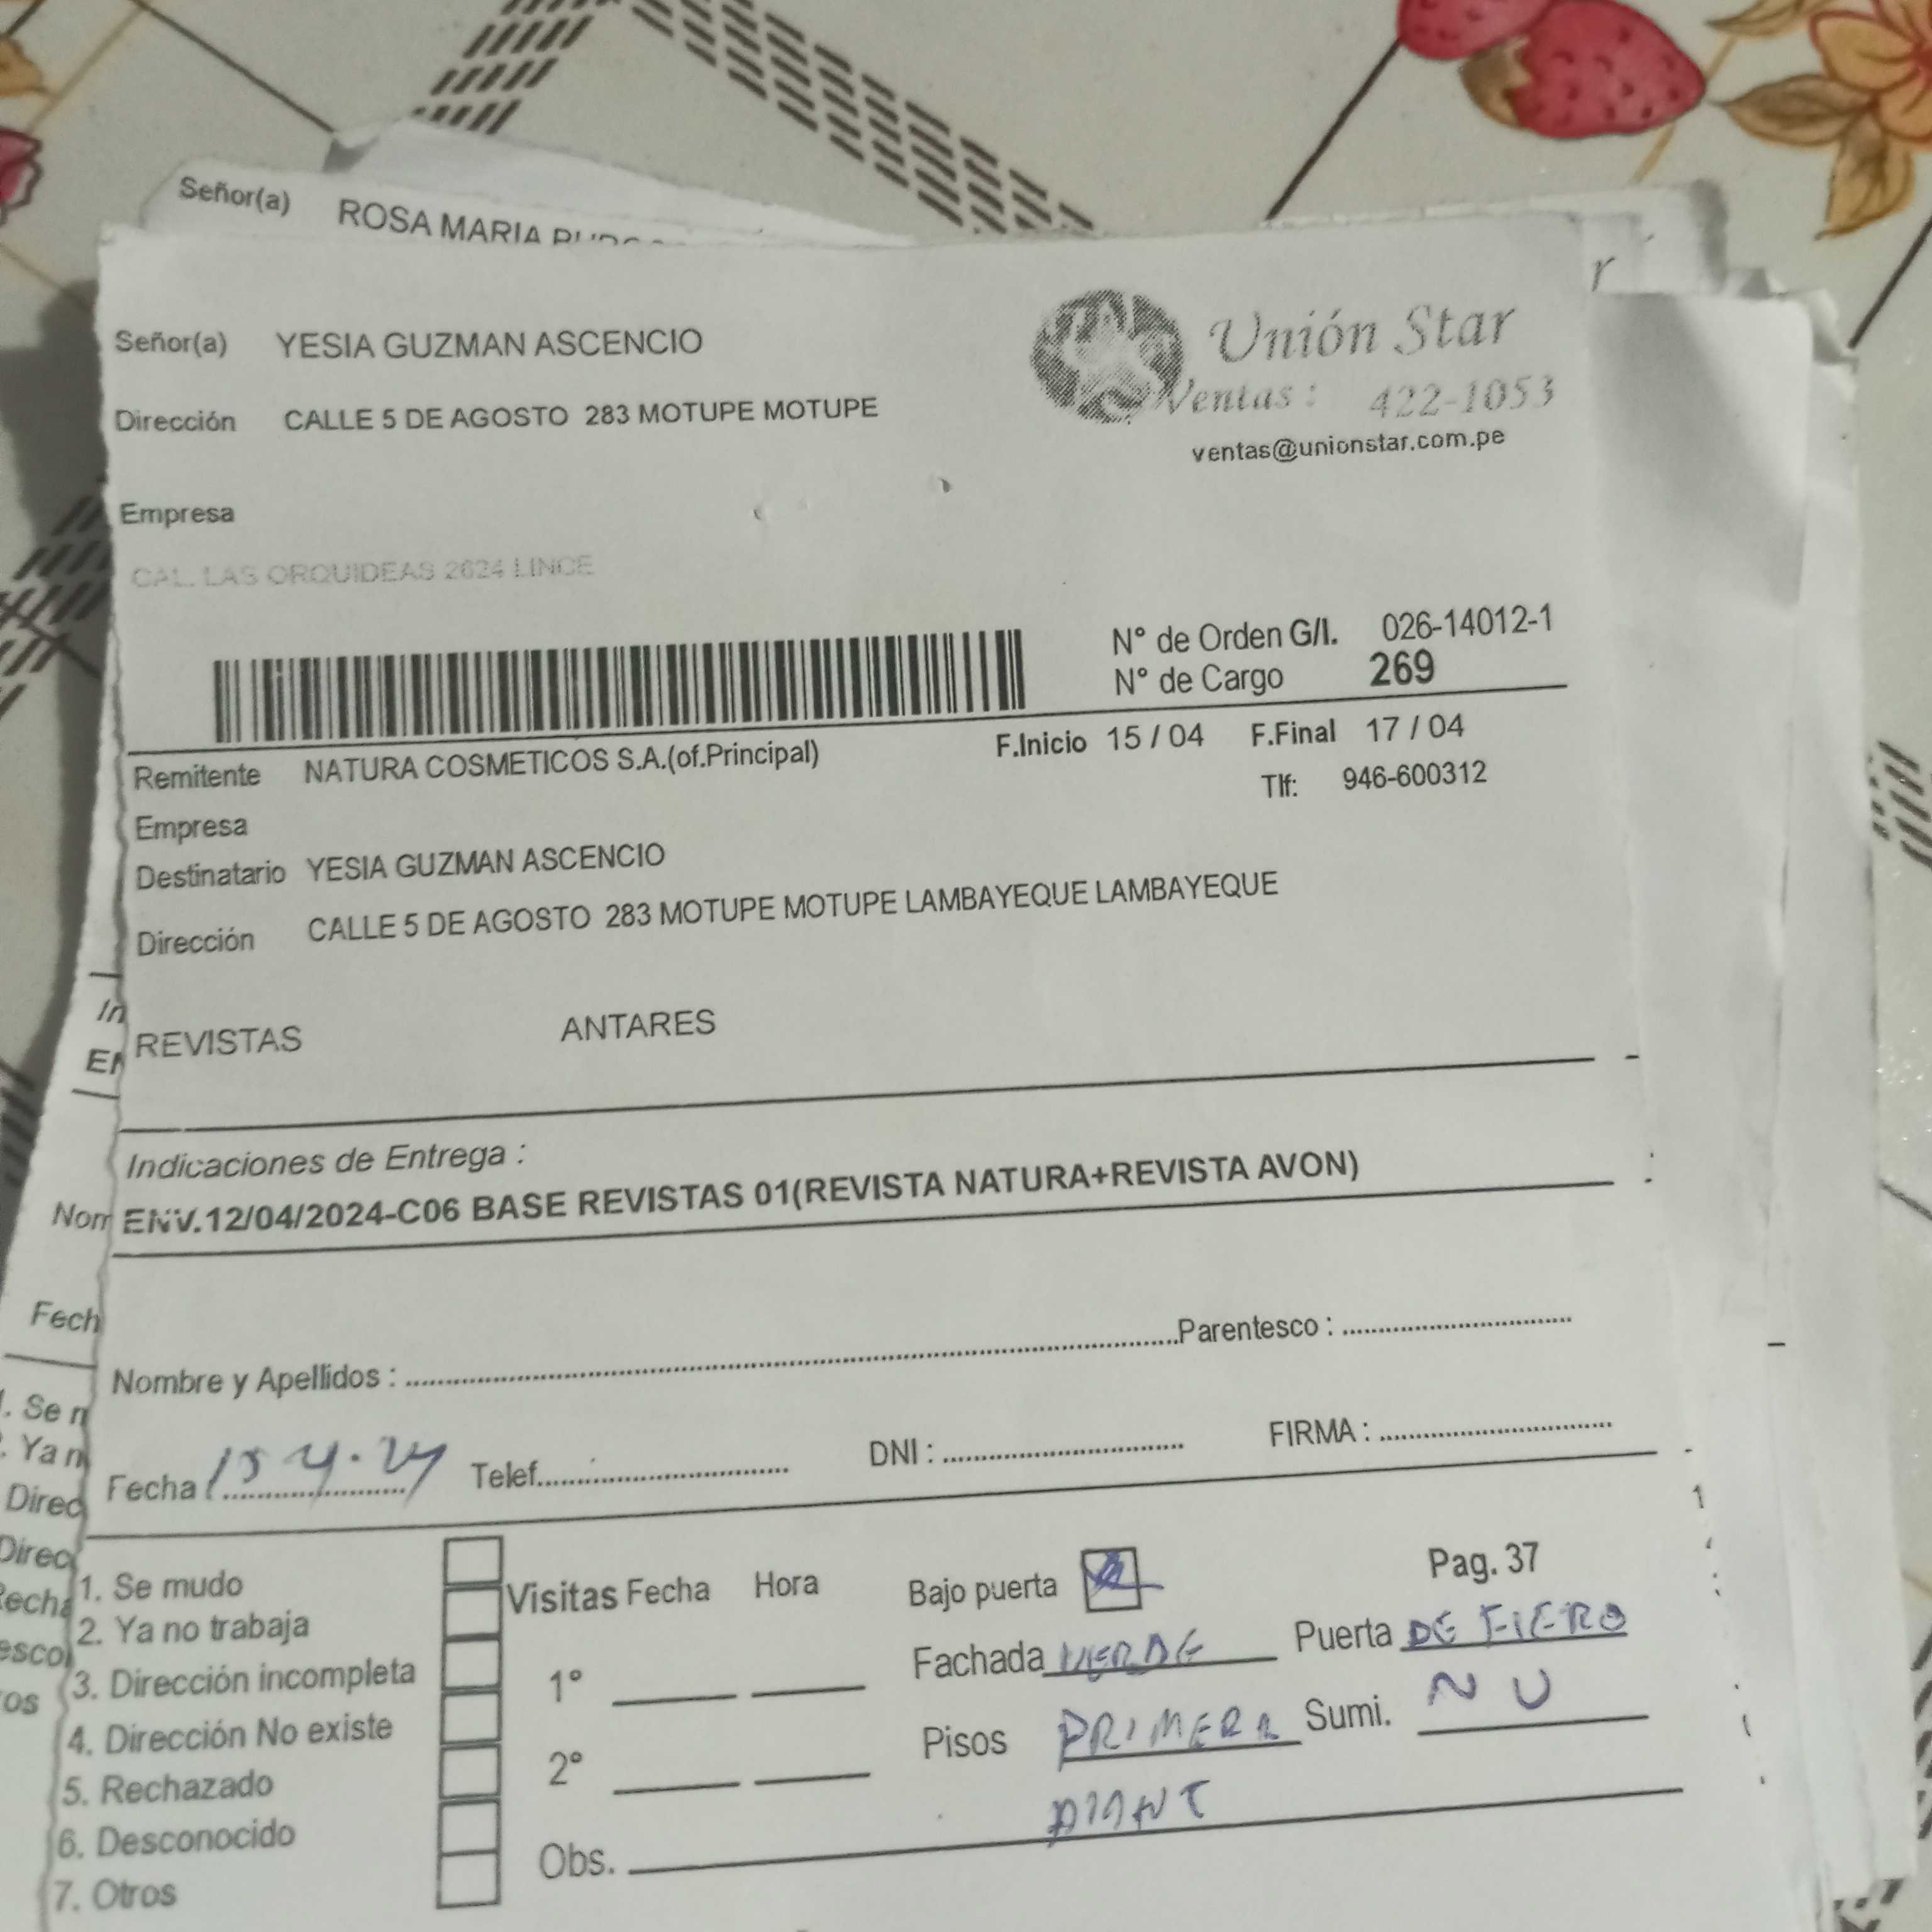 Señor(a) ROSA MARIA
Señor(a) YESIA GUZMAN ASCENCIO
Unión Star
Dirección CALLE 5 DE AGOSTO 283 MOTUPE MOTUPE
Ventas : 422-1053
ventas@unionstar.com.pe
Empresa
CAL. LAS ORQUIDEAS 2624 LINCE
N° de Orden G/I. 026-14012-1
N° de Cargo 269
Remitente NATURA COSMETICOS S.A.(of.Principal) F.Inicio 15 / 04 F.Final 17 / 04
Tlf: 946-600312
Empresa
Destinatario YESIA GUZMAN ASCENCIO
Dirección CALLE 5 DE AGOSTO 283 MOTUPE MOTUPE LAMBAYEQUE LAMBAYEQUE
REVISTAS ANTARES
Indicaciones de Entrega :
ENV.12/04/2024-C06 BASE REVISTAS 01(REVISTA NATURA+REVISTA AVON)
Nombre y Apellidos : Parentesco :
Fecha 15 4.24 Telef. DNI : FIRMA :
1. Se mudo
2. Ya no trabaja
3. Dirección incompleta
4. Dirección No existe
5. Rechazado
6. Desconocido
7. Otros
Visitas Fecha Hora
1°
2°
Bajo puerta Pag. 37
Fachada VERDE Puerta DE FIERO
Pisos PRIMERA Sumi. NU
Obs.